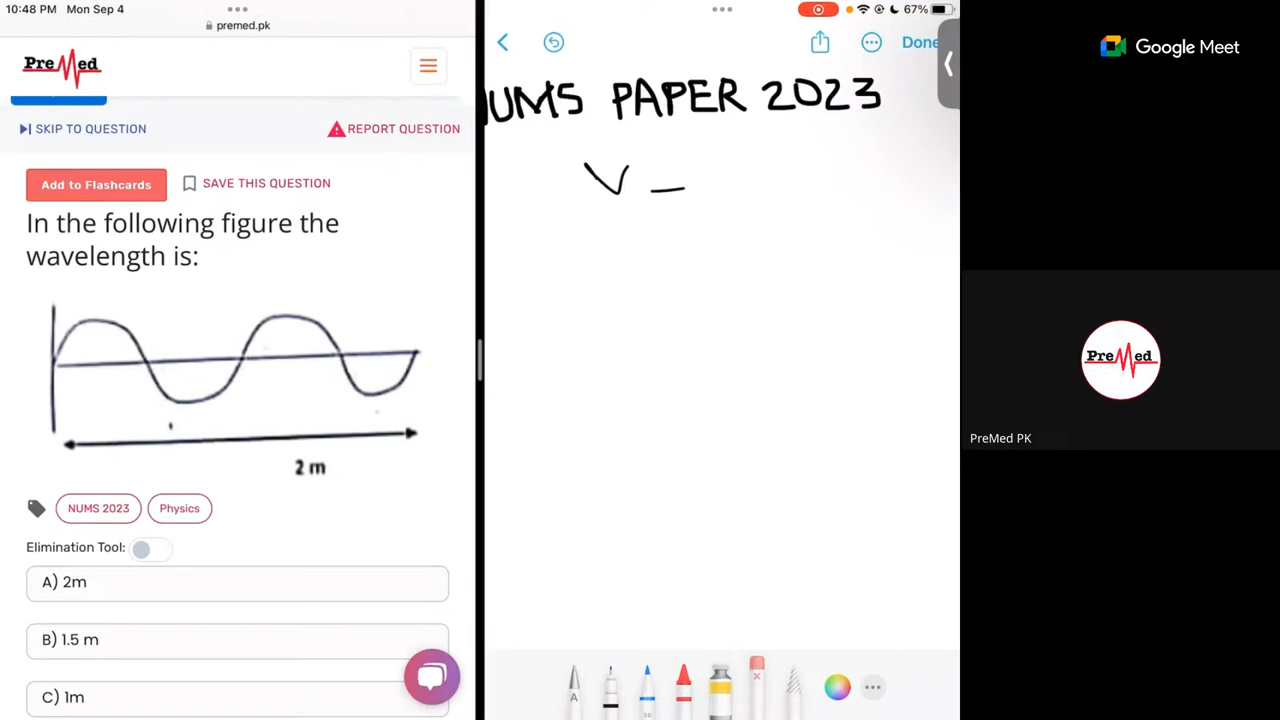 10:48 PM Mon Sep 4
premed.pk
PreMed
SKIP TO QUESTION
REPORT QUESTION
Add to Flashcards
SAVE THIS QUESTION
In the following figure the
wavelength is:
2 m
NUMS 2023
Physics
Elimination Tool:
A) 2m
B) 1.5 m
C) 1m
67%
Done
NUMS PAPER 2023
V _
A
56
Google Meet
PreMed
PreMed PK